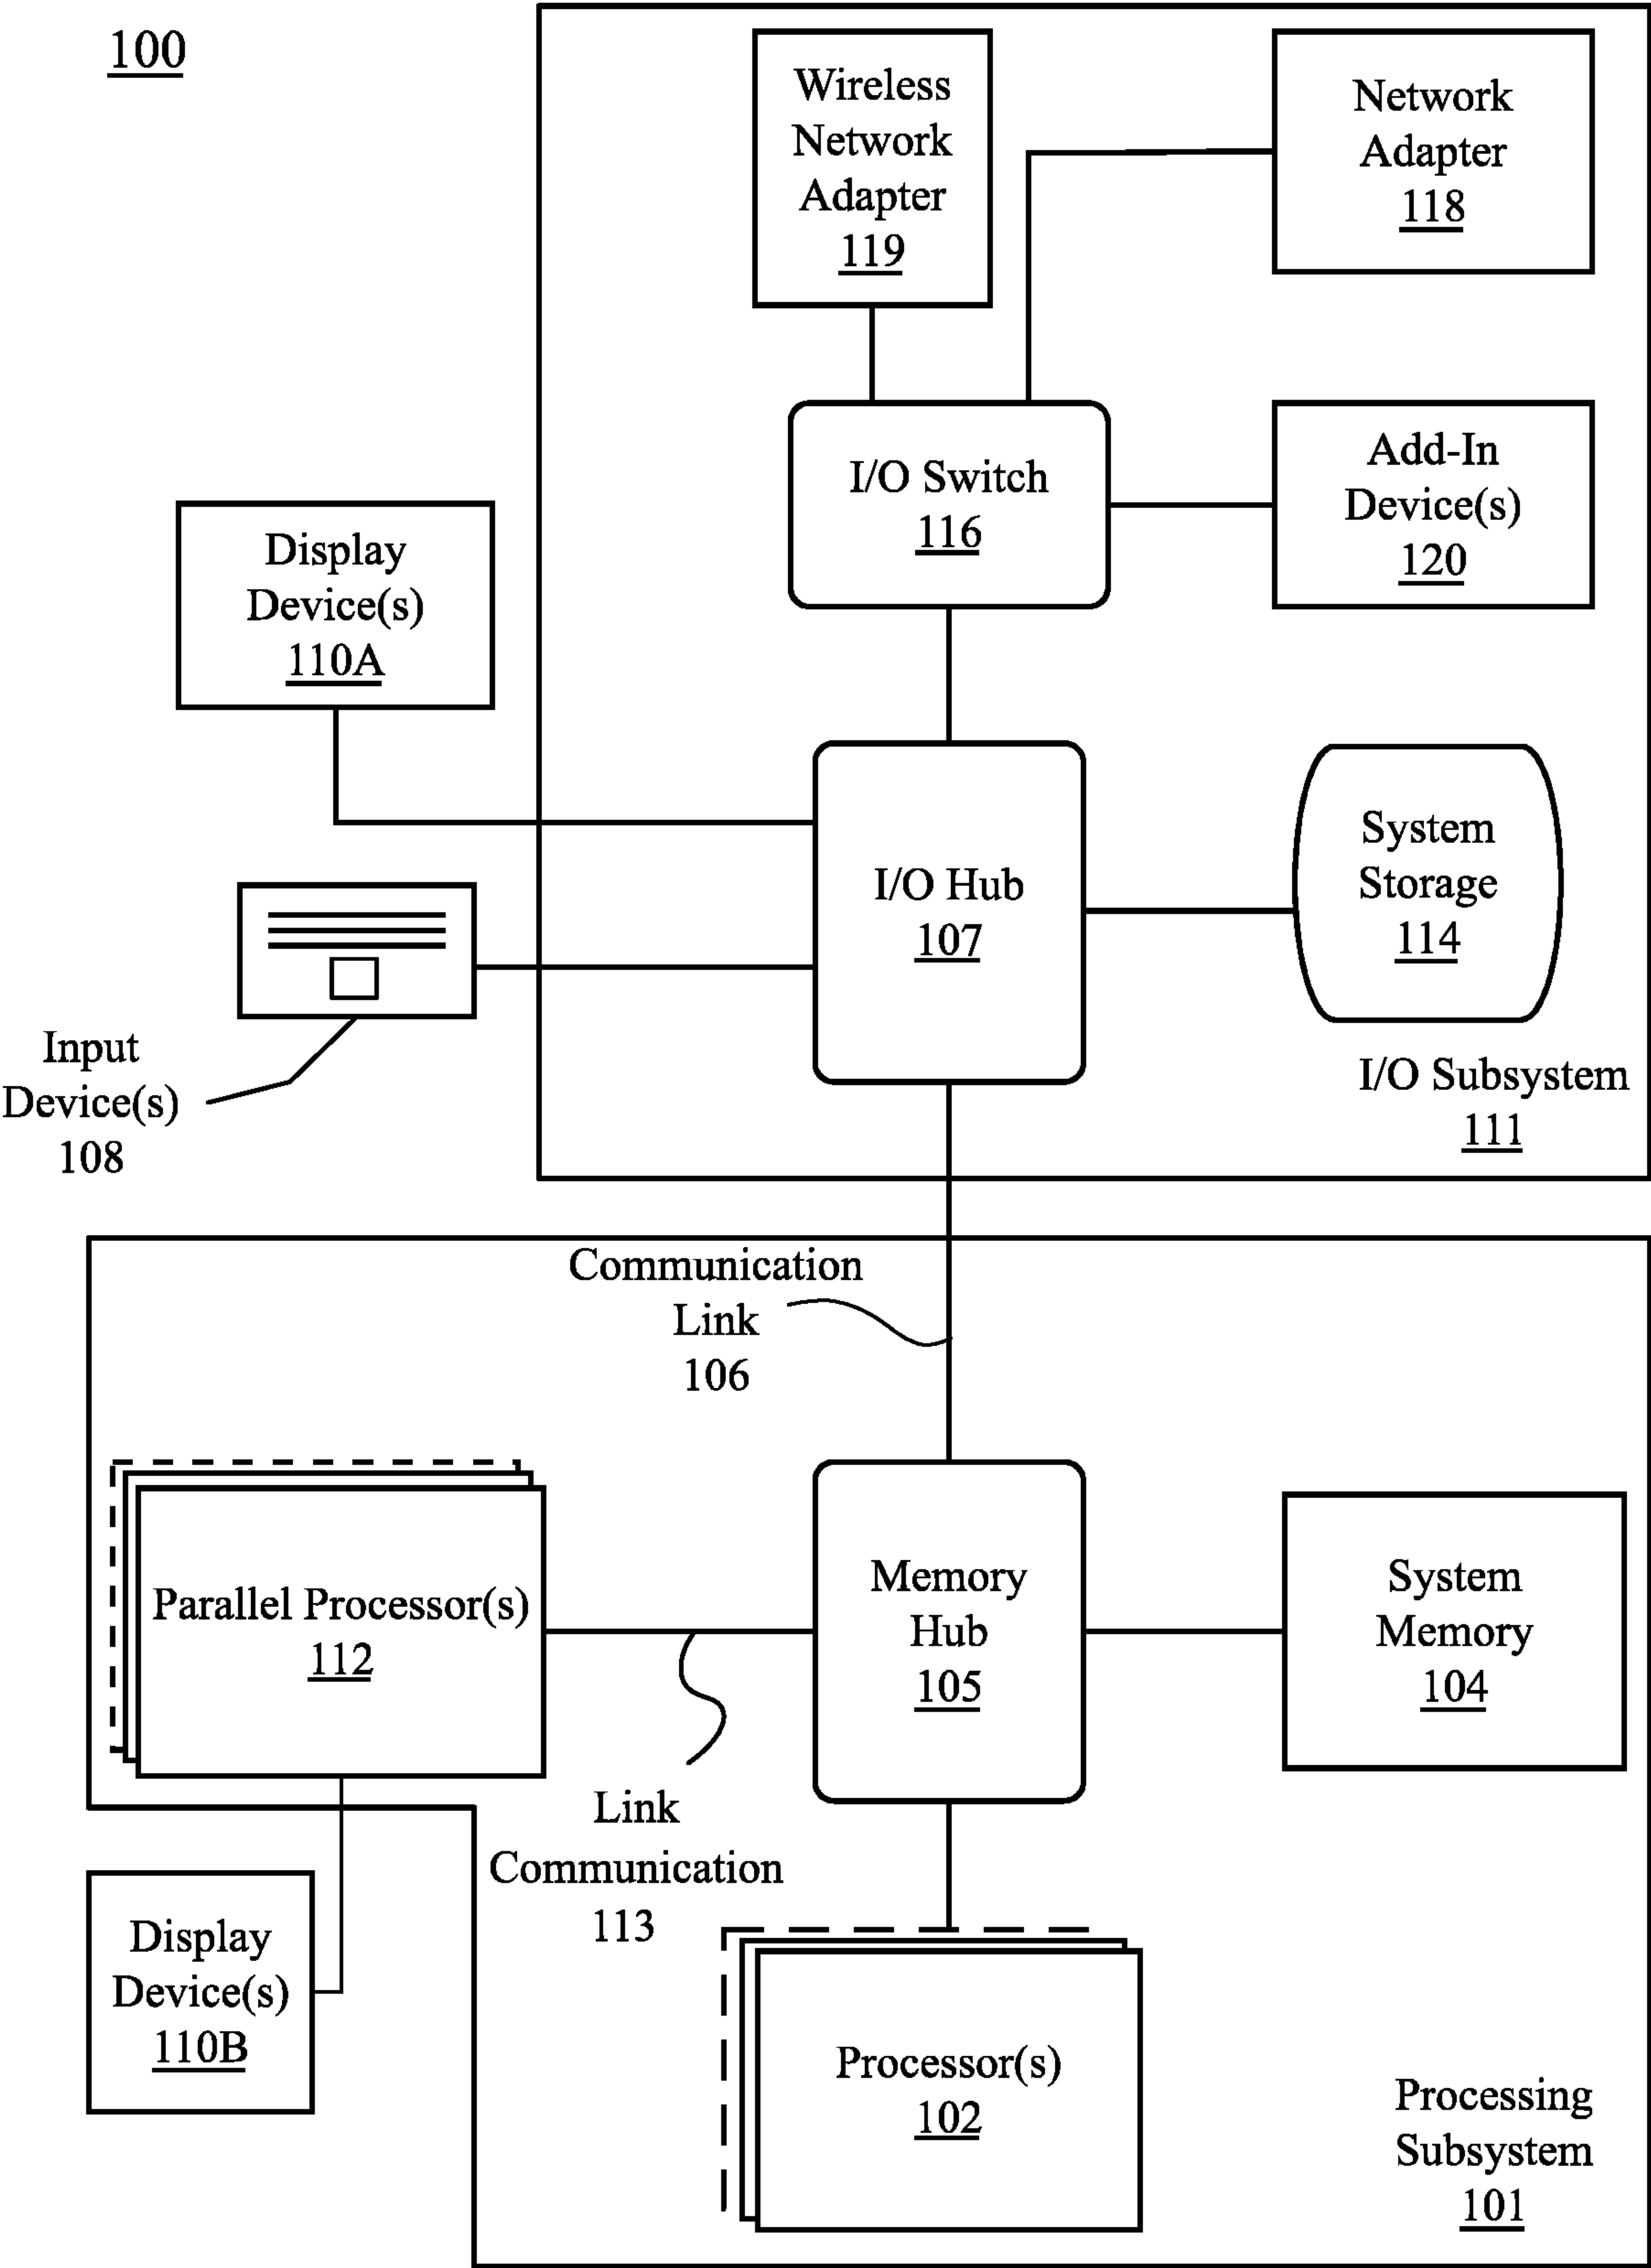 100
Wireless
Network
Adapter
119
Network
Adapter
118
I/O Switch
116
Add-In
Device(s)
120
Display
Device(s)
110A
I/O Hub
107
System
Storage
114
Input
Device(s)
108
I/O Subsystem
111
Communication
Link
106
Parallel Processor(s)
112
Memory
Hub
105
System
Memory
104
Link
Communication
113
Display
Device(s)
110B
Processor(s)
102
Processing
Subsystem
101